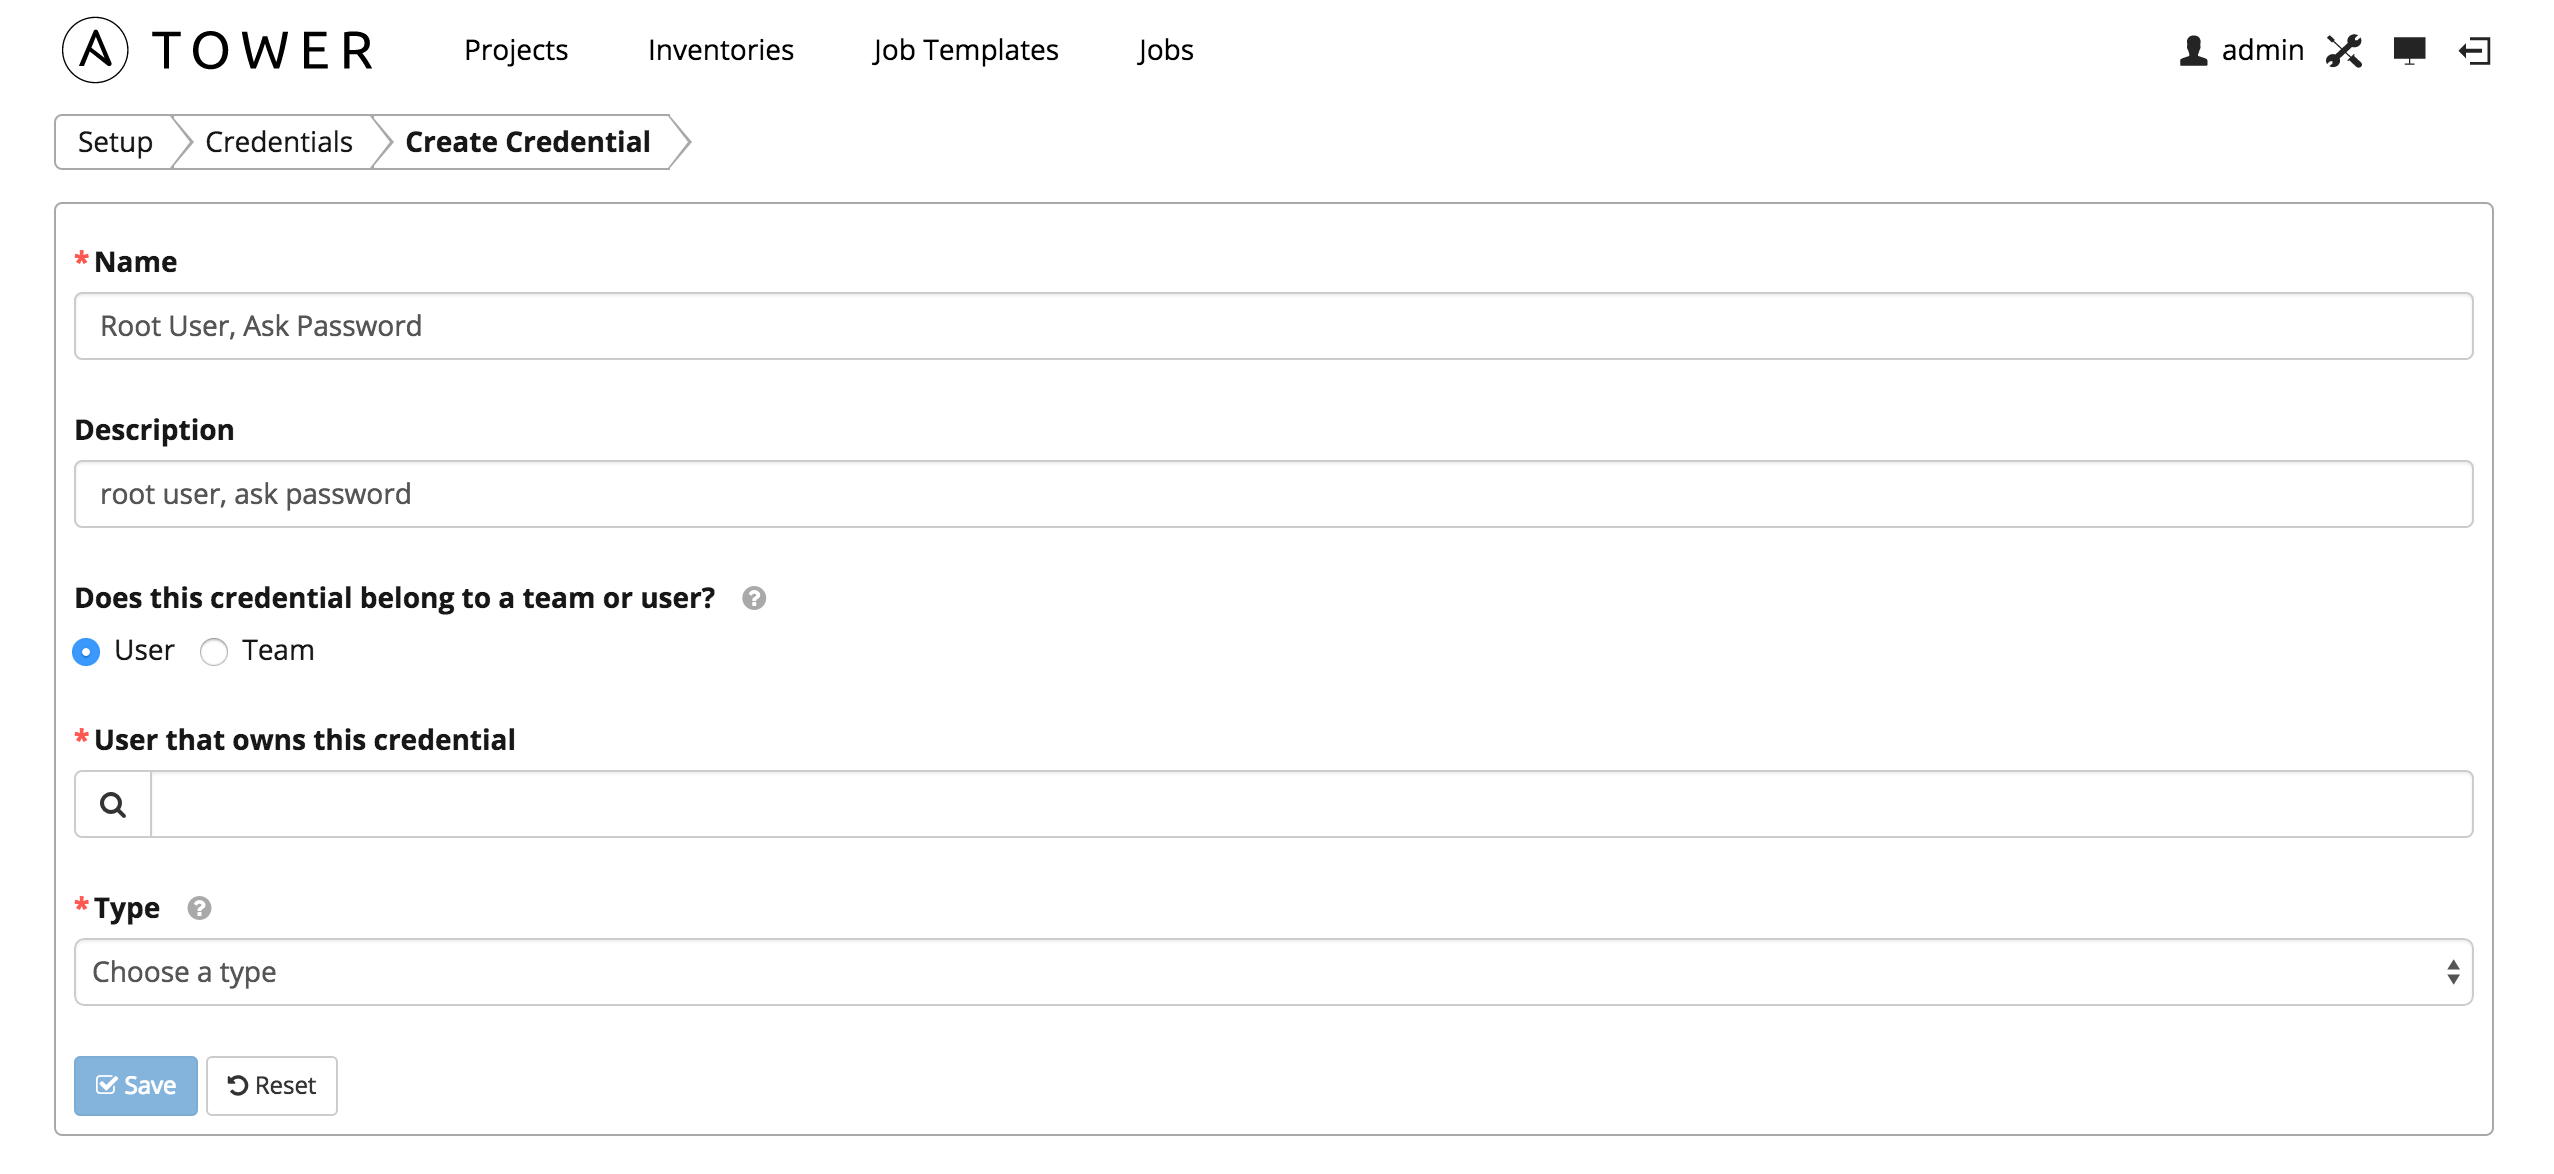 A TOWER Projects Inventories Job Templates Jobs admin
Setup Credentials Create Credential
* Name
Root User, Ask Password
Description
root user, ask password
Does this credential belong to a team or user? ?
User Team
* User that owns this credential
* Type ?
Choose a type
Save Reset